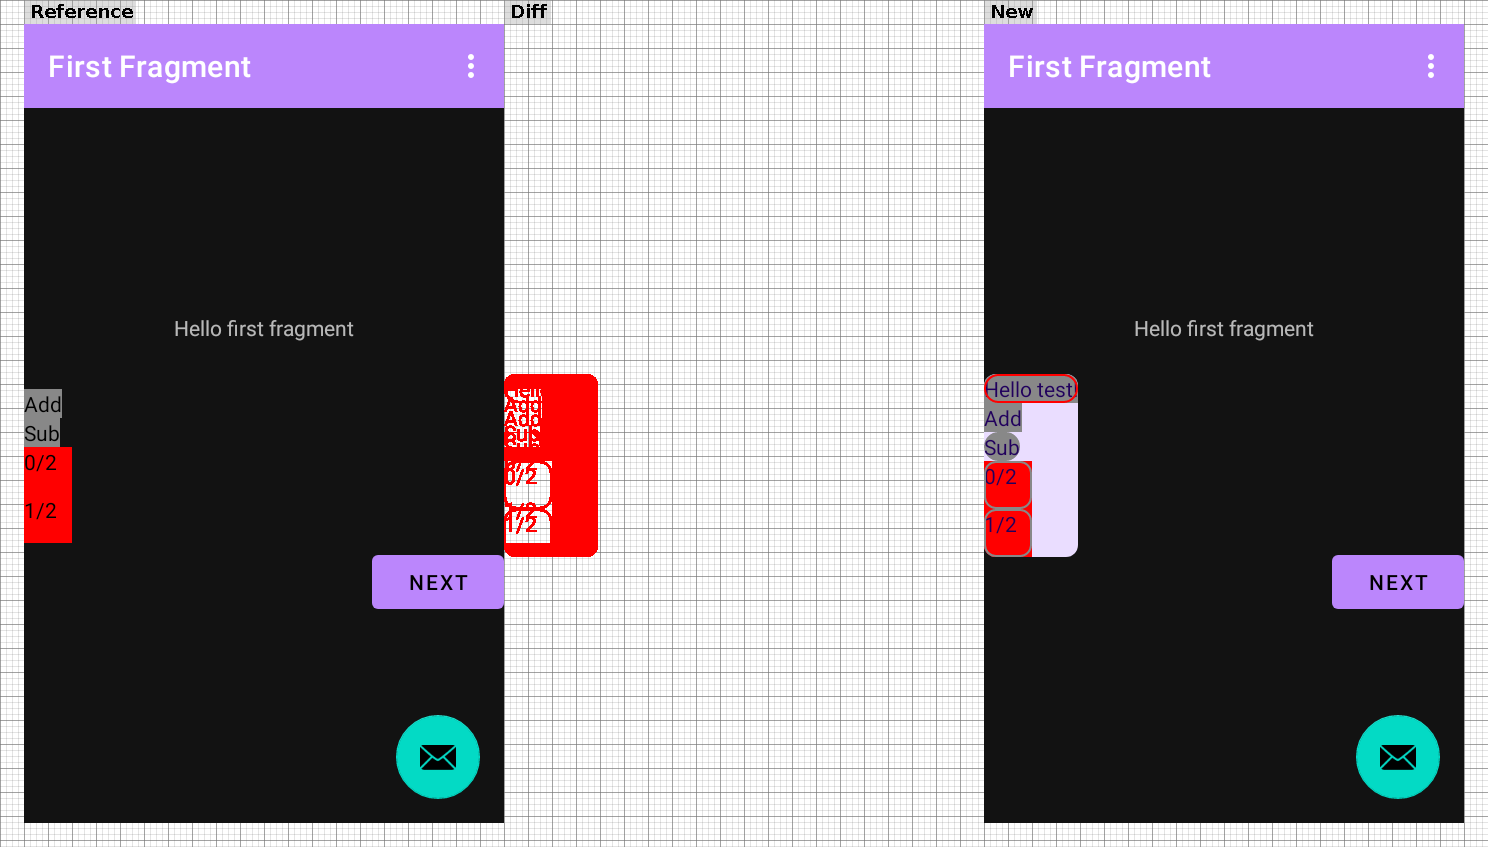 Reference
Diff
New
First Fragment
First Fragment
Hello first fragment
Hello first fragment
Add
Sub
0/2
1/2
Add
Add
Sub
0/2
1/2
Hello test
Add
Sub
0/2
1/2
NEXT
NEXT